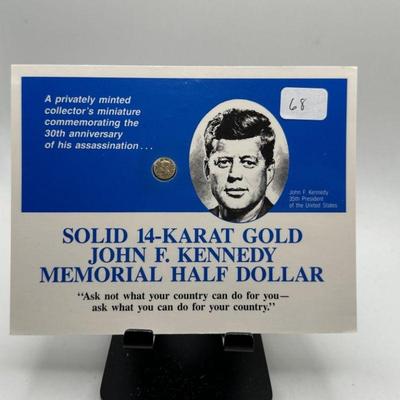 A privately minted
collector's miniature
commemorating the
30th anniversary
of his assassination . . .
68
John F. Kennedy
35th President
of the United States
SOLID 14-KARAT GOLD
JOHN F. KENNEDY
MEMORIAL HALF DOLLAR
"Ask not what your country can do for you—
ask what you can do for your country."